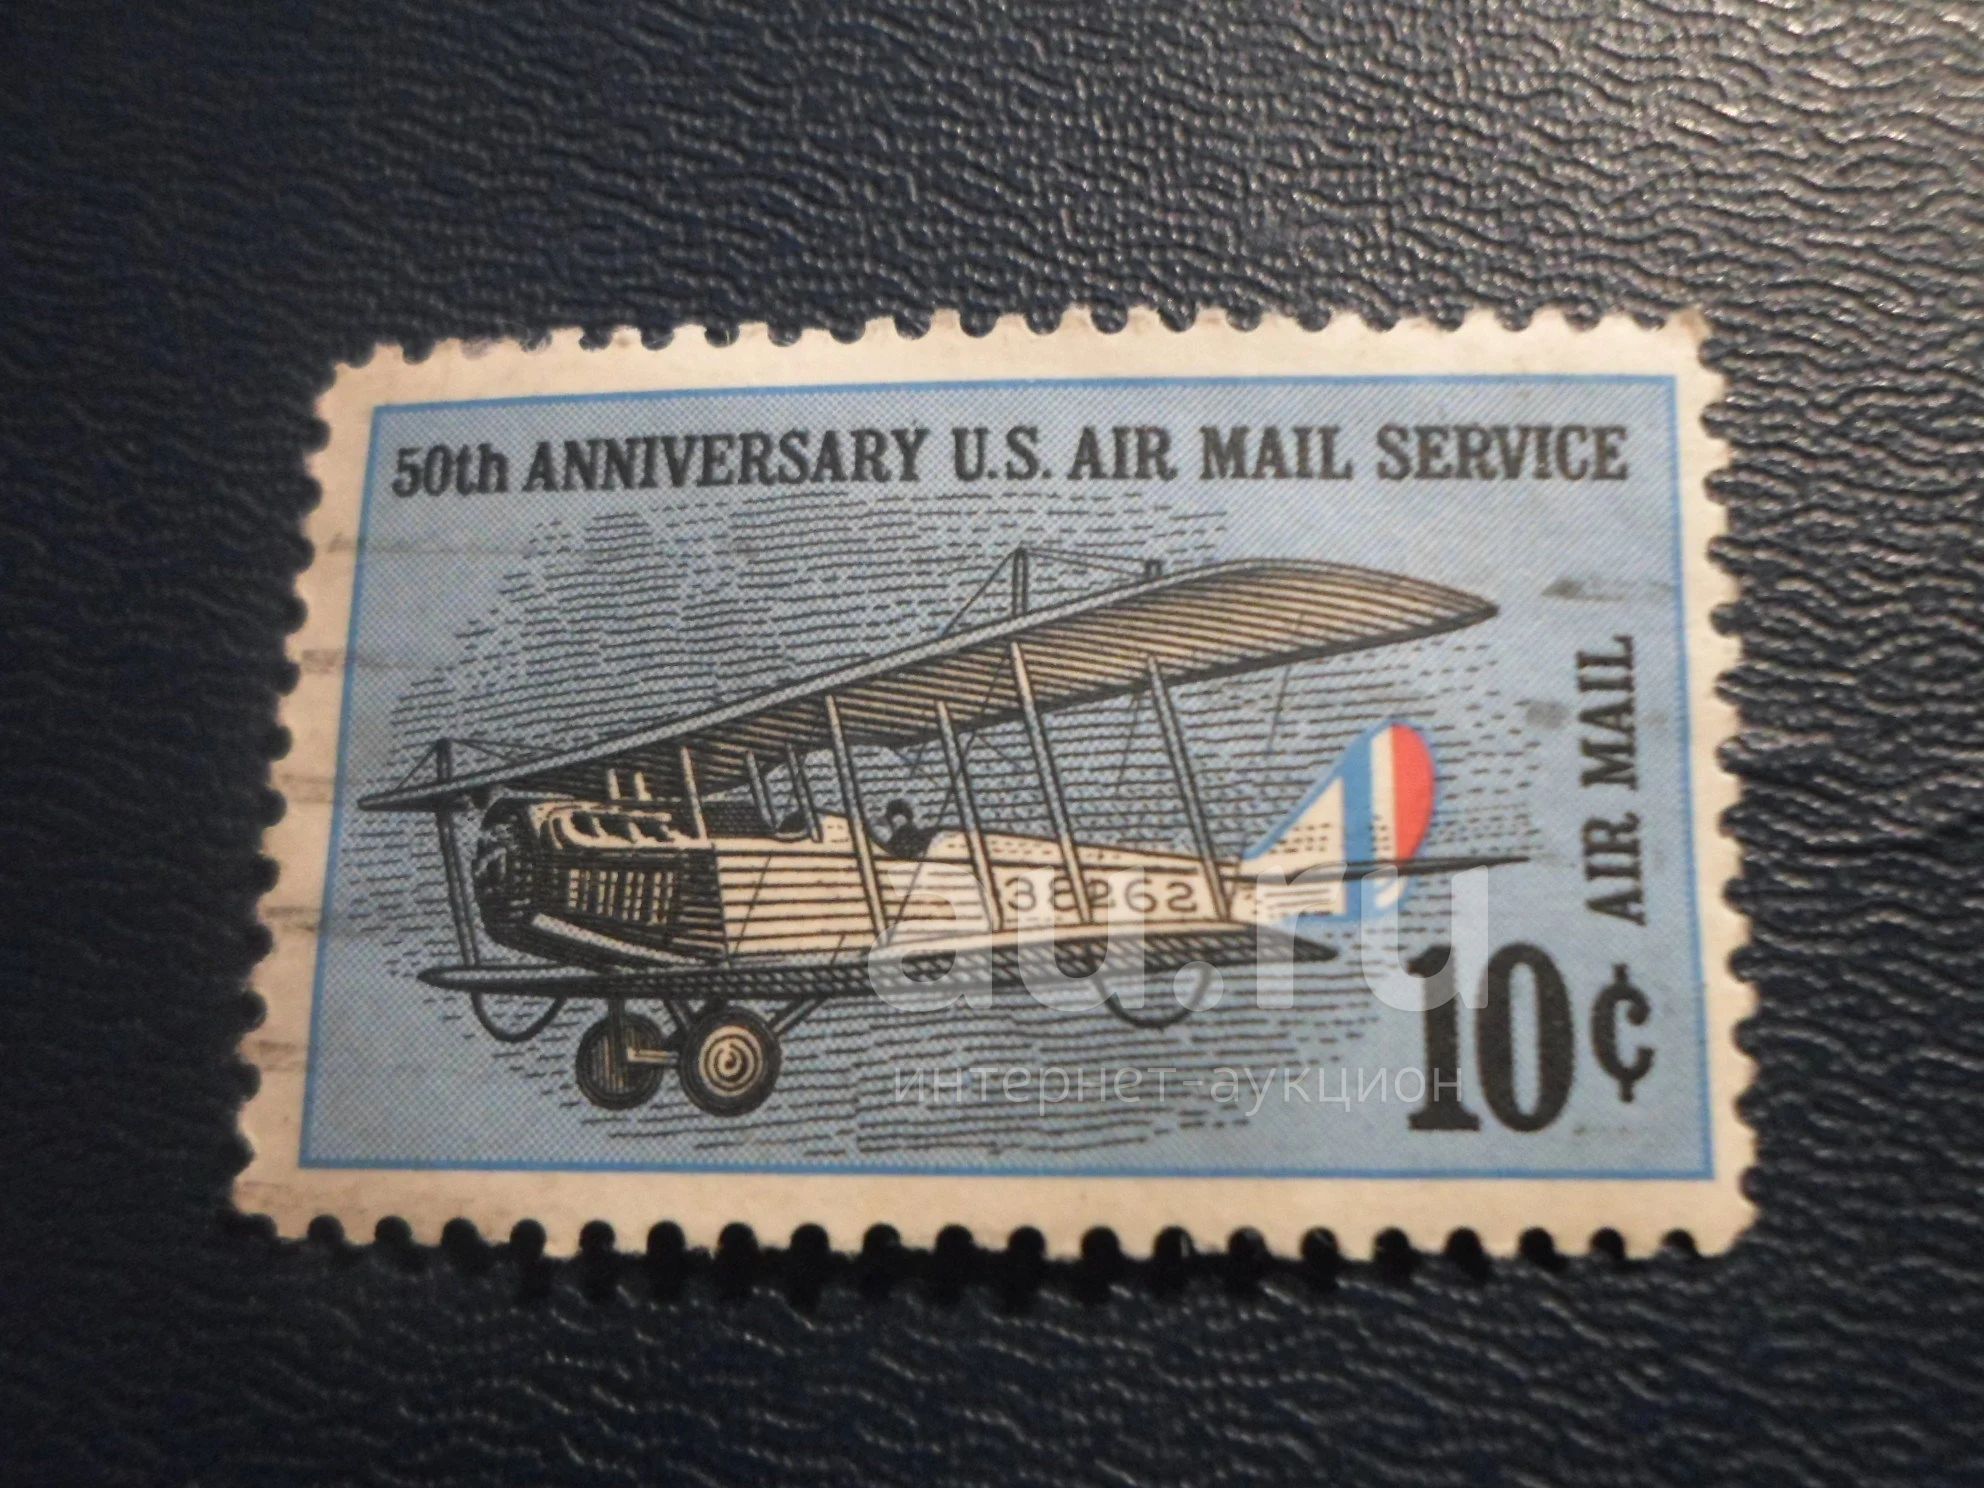 50th ANNIVERSARY U.S. AIR MAIL SERVICE
AIR MAIL
38262
10¢
au.ru
интернет-аукцион